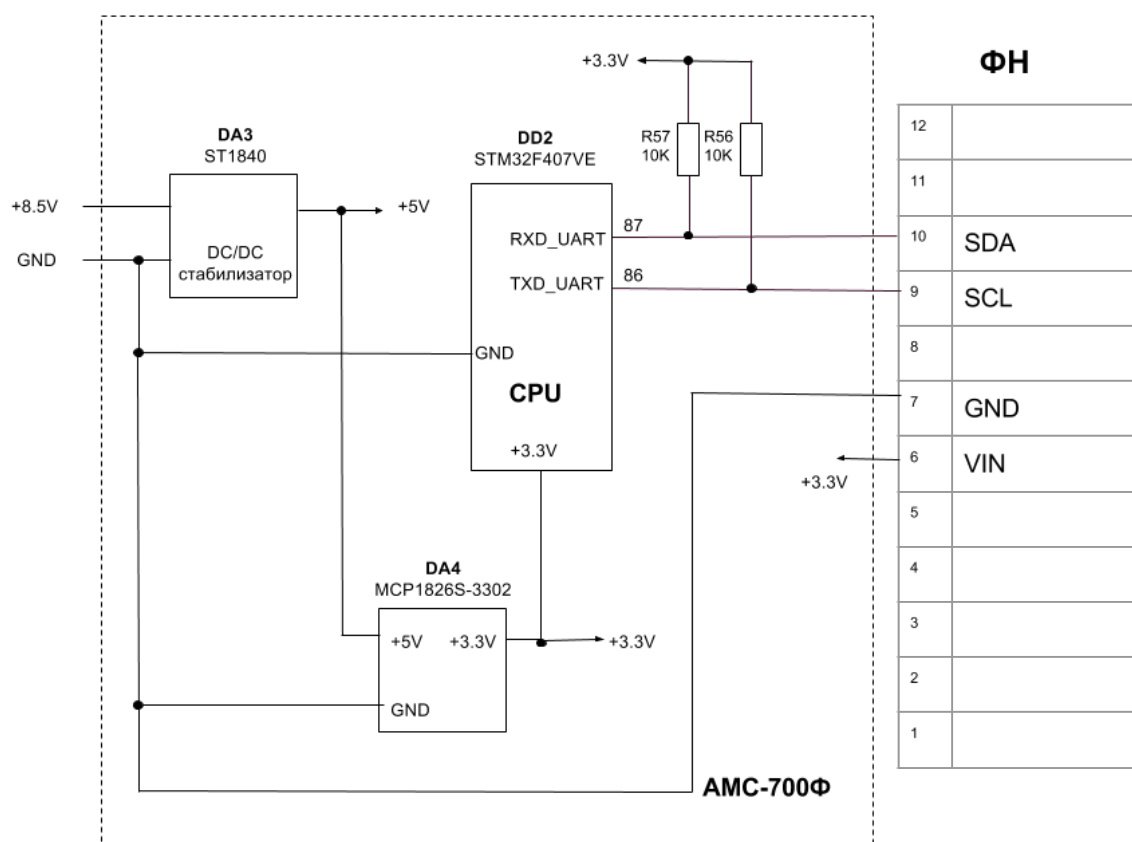 +3.3V
ФН
R57
10K
R56
10K
DA3
ST1840
DD2
STM32F407VE
+8.5V
GND
DC/DC
стабилизатор
+5V
RXD_UART
87
TXD_UART
86
GND
CPU
+3.3V
12
11
10 SDA
9 SCL
8
7 GND
6 VIN
5
4
3
2
1
+3.3V
DA4
MCP1826S-3302
+5V
+3.3V
GND
+3.3V
АМС-700Ф